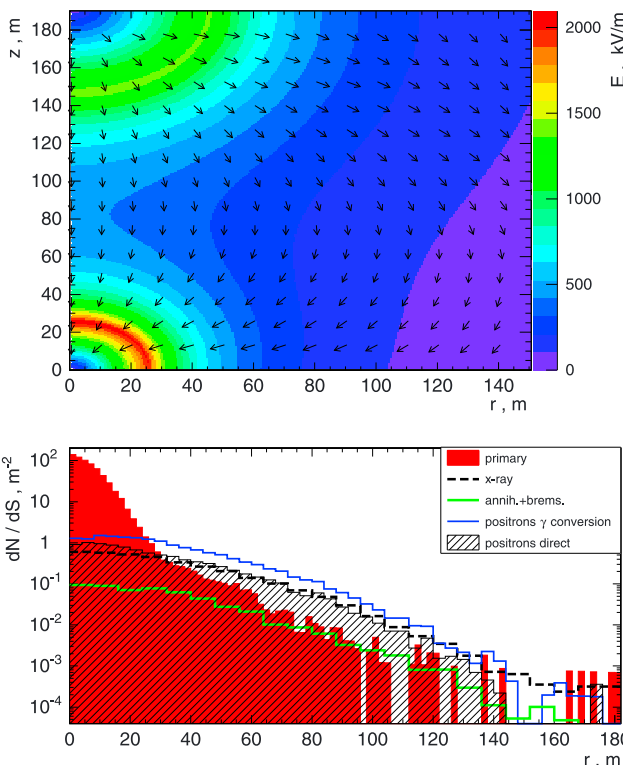 z , m
180
160
140
120
100
80
60
40
20
0
0 20 40 60 80 100 120 140
r , m
E , kV/m
2000
1500
1000
500
0
dN / dS , m-2
10²
10
1
10⁻¹
10⁻²
10⁻³
10⁻⁴
primary
x-ray
annih.+brems.
positrons γ conversion
positrons direct
0 20 40 60 80 100 120 140 160 180
r , m